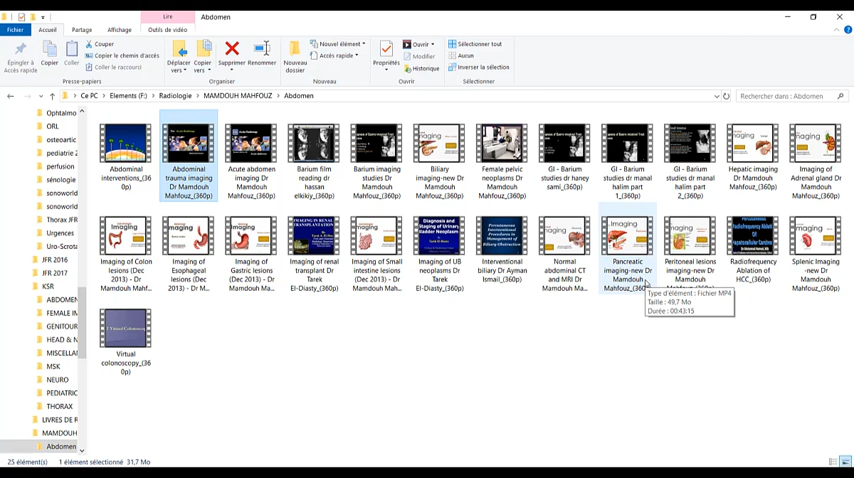 Lire
Abdomen
Fichier
Accueil
Partage
Affichage
Outils de vidéo
Épingler à
Accès rapide
Copier
Coller
Couper
Copier le chemin d'accès
Coller le raccourci
Presse-papiers
Déplacer
vers
Copier
vers
Supprimer
Renommer
Organiser
Nouveau
dossier
Nouvel élément
Accès rapide
Nouveau
Propriétés
Ouvrir
Modifier
Historique
Ouvrir
Sélectionner tout
Aucun
Inverser la sélection
Sélectionner
Ce PC > Elements (F:) > Radiologie > MAMDOUH MAHFOUZ > Abdomen
Rechercher dans : Abdomen
Ophtalmo
ORL
osteoartic
pediatrie 2
perfusion
sénologie
sonoworld
sonoworld
Thorax JFR
Urgences
Uro-Scrota
JFR 2016
JFR 2017
KSR
ABDOMEN
FEMALE IM
GENITOUR
HEAD & N
MISCELLAN
MSK
NEURO
PEDIATRIC
THORAX
LIVRES DE R
MAMDOUH
Abdomen
Abdominal
interventions_(36
0p)
Abdominal
trauma imaging
Dr Mamdouh
Mahfouz_(360p)
Acute abdomen
imaging Dr
Mamdouh
Mahfouz_(360p)
Barium film
reading dr
hassan
elkikiy_(360p)
Barium imaging
studies Dr
Mamdouh
Mahfouz_(360p)
Biliary
imaging-new Dr
Mamdouh
Mahfouz_(360p)
Female pelvic
neoplasms Dr
Mamdouh
Mahfouz_(360p)
GI - Barium
studies dr haney
sami_(360p)
GI - Barium
studies dr manal
halim part
1_(360p)
GI - Barium
studies dr manal
halim part
2_(360p)
Hepatic imaging
Dr Mamdouh
Mahfouz_(360p)
Imaging of
Adrenal gland Dr
Mamdouh
Mahfouz_(360p)
Imaging of Colon
lesions (Dec
2013) - Dr
Mamdouh Mahf...
Imaging of
Esophageal
lesions (Dec
2013) - Dr M...
Imaging of
Gastric lesions
(Dec 2013) - Dr
Mamdouh Ma...
Imaging of renal
transplant Dr
Tarek
El-Diasty_(360p)
Imaging of Small
intestine lesions
(Dec 2013) - Dr
Mamdouh Mah...
Imaging of UB
neoplasms Dr
Tarek
El-Diasty_(360p)
Interventional
biliary Dr Ayman
Ismail_(360p)
Normal
abdominal CT
and MRI Dr
Mamdouh Ma...
Pancreatic
imaging-new Dr
Mamdouh
Mahfouz_(360p)
Peritoneal lesions
imaging-new Dr
Mamdouh
Radiofrequency
Ablation of
HCC_(360p)
Splenic Imaging
-new Dr
Mamdouh
Mahfouz_(360p)
Virtual
colonoscopy_(360
p)
Type d'élément : Fichier MP4
Taille : 49,7 Mo
Durée : 00:43:15
25 élément(s)
1 élément sélectionné 31,7 Mo